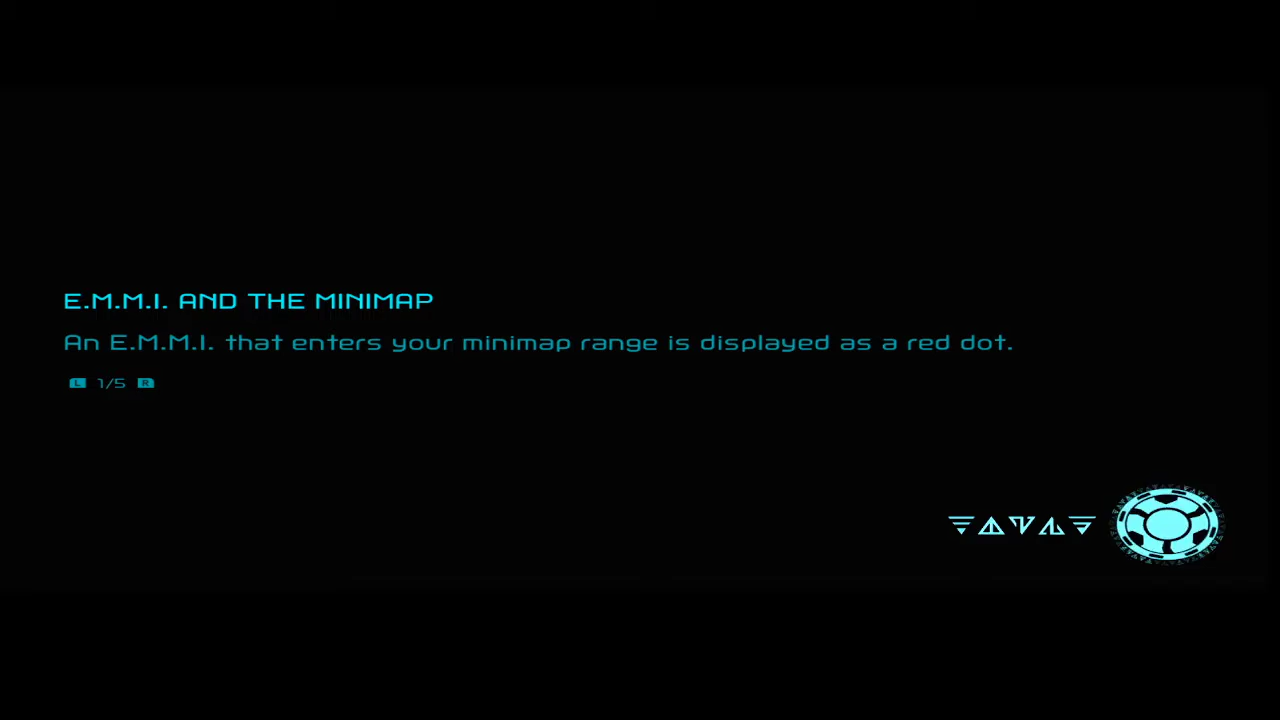 E.M.M.I. AND THE MINIMAP
An E.M.M.I. that enters your minimap range is displayed as a red dot.
L 1/5 R